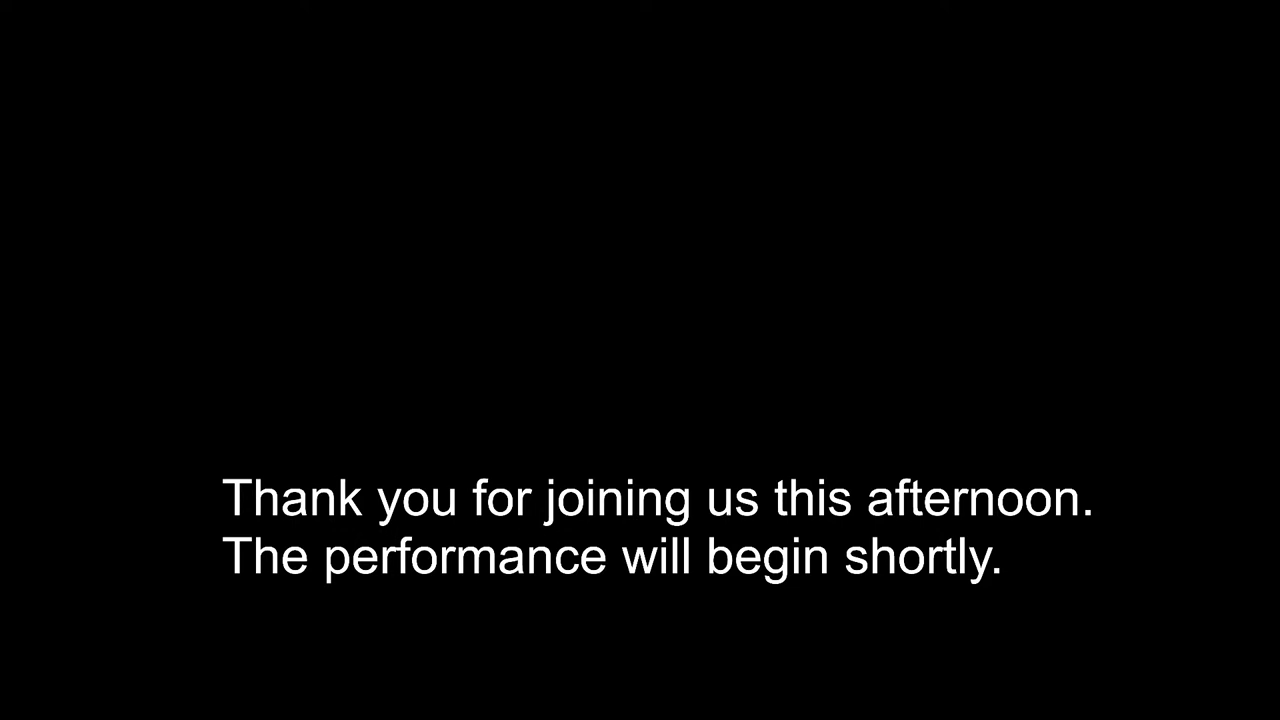 Thank you for joining us this afternoon.
The performance will begin shortly.